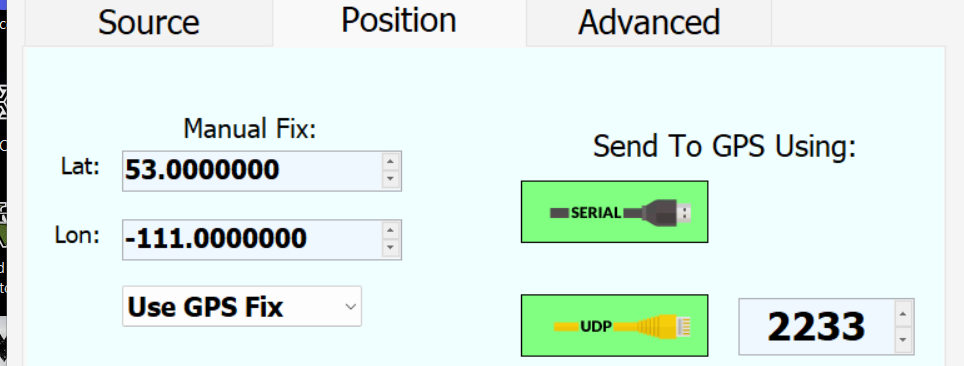 Source
Position
Advanced
Manual Fix:
Lat:
53.0000000
Lon:
-111.0000000
Use GPS Fix
Send To GPS Using:
SERIAL
UDP
2233